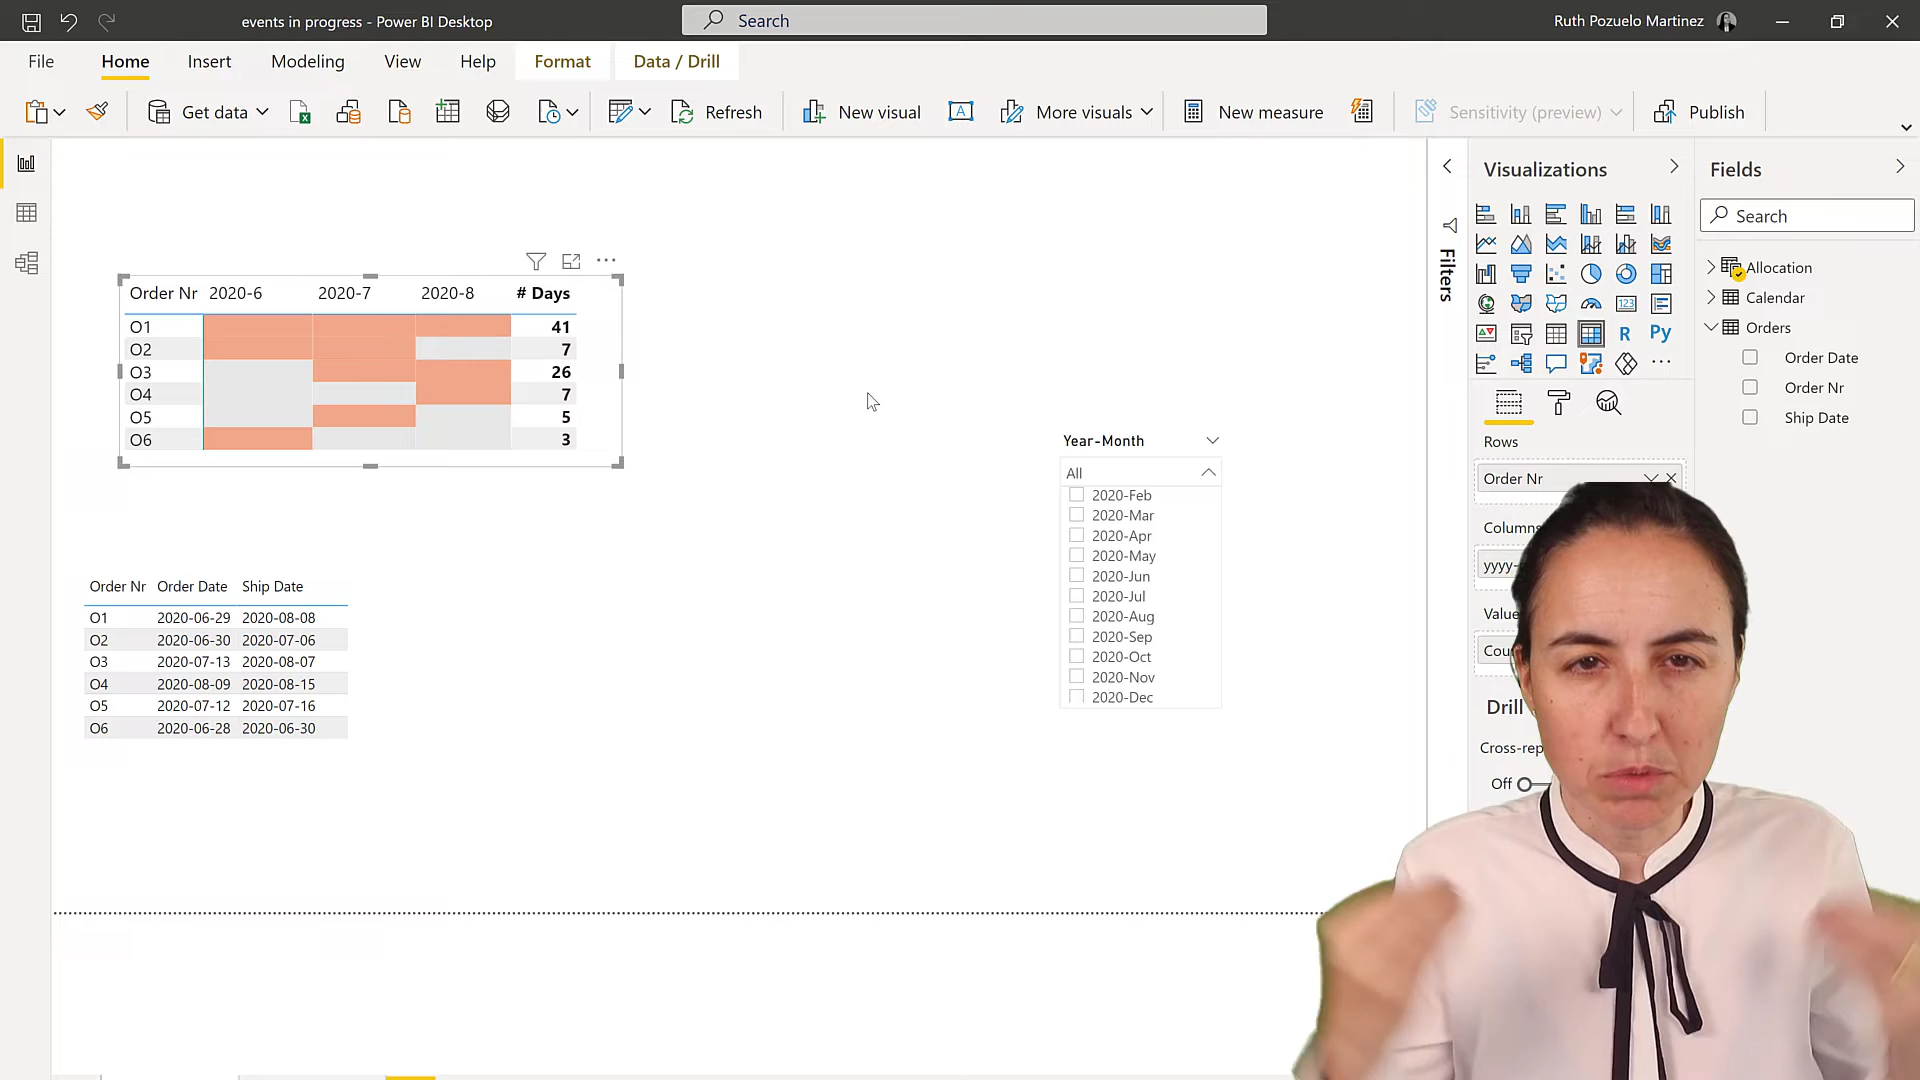 events in progress - Power BI Desktop
Search
Ruth Pozuelo Martinez
File
Home
Insert
Modeling
View
Help
Format
Data / Drill
Get data
Refresh
New visual
More visuals
New measure
Sensitivity (preview)
Publish
Order Nr 2020-6 2020-7 2020-8 # Days
O1 41
O2 7
O3 26
O4 7
O5 5
O6 3
Order Nr Order Date Ship Date
O1 2020-06-29 2020-08-08
O2 2020-06-30 2020-07-06
O3 2020-07-13 2020-08-07
O4 2020-08-09 2020-08-15
O5 2020-07-12 2020-07-16
O6 2020-06-28 2020-06-30
Year-Month
All
2020-Feb
2020-Mar
2020-Apr
2020-May
2020-Jun
2020-Jul
2020-Aug
2020-Sep
2020-Oct
2020-Nov
2020-Dec
Filters
Visualizations
123
R
Py
Rows
Order Nr
Columns
yyyy-
Value
Cou
Drill
Cross-rep
Off
Fields
Search
Allocation
Calendar
Orders
Order Date
Order Nr
Ship Date